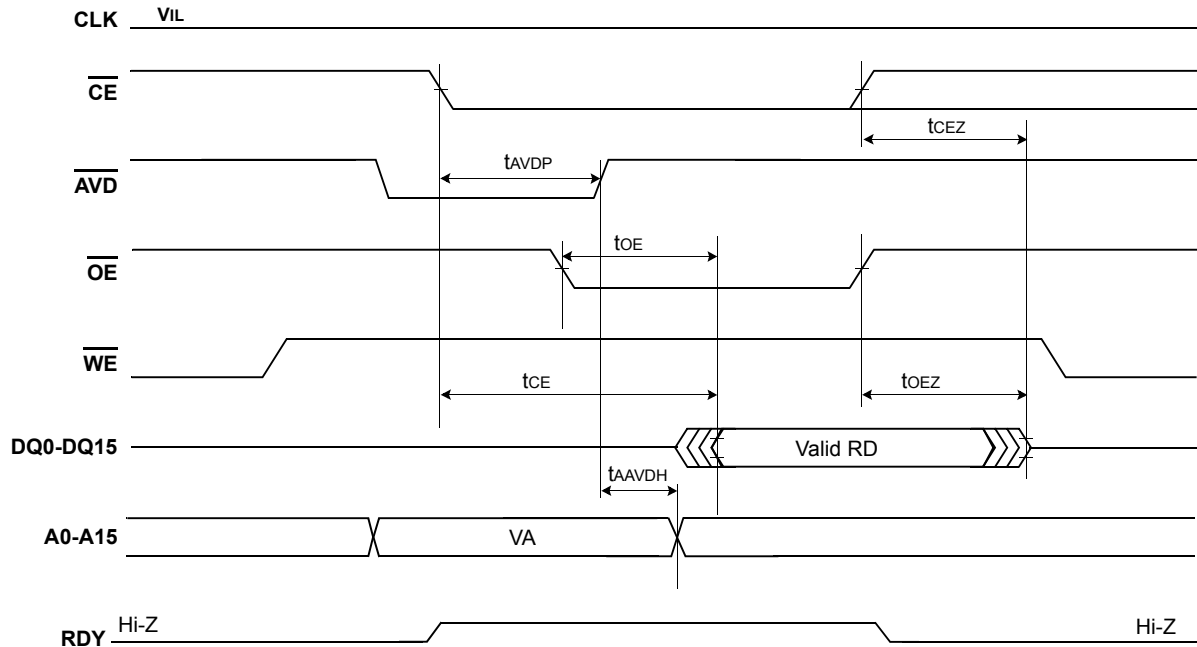 CLK VIL
CE
tCEZ
AVD tAVDP
OE tOE
WE
tCE tOEZ
DQ0-DQ15 Valid RD
tAAVDH
A0-A15 VA
RDY Hi-Z Hi-Z